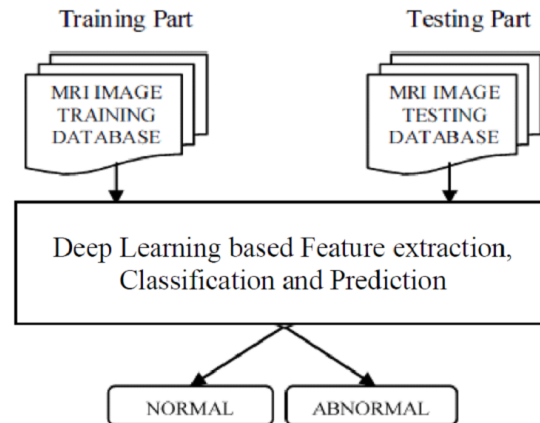 Training Part
Testing Part
MRI IMAGE
TRAINING
DATABASE
MRI IMAGE
TESTING
DATABASE
Deep Learning based Feature extraction,
Classification and Prediction
NORMAL
ABNORMAL